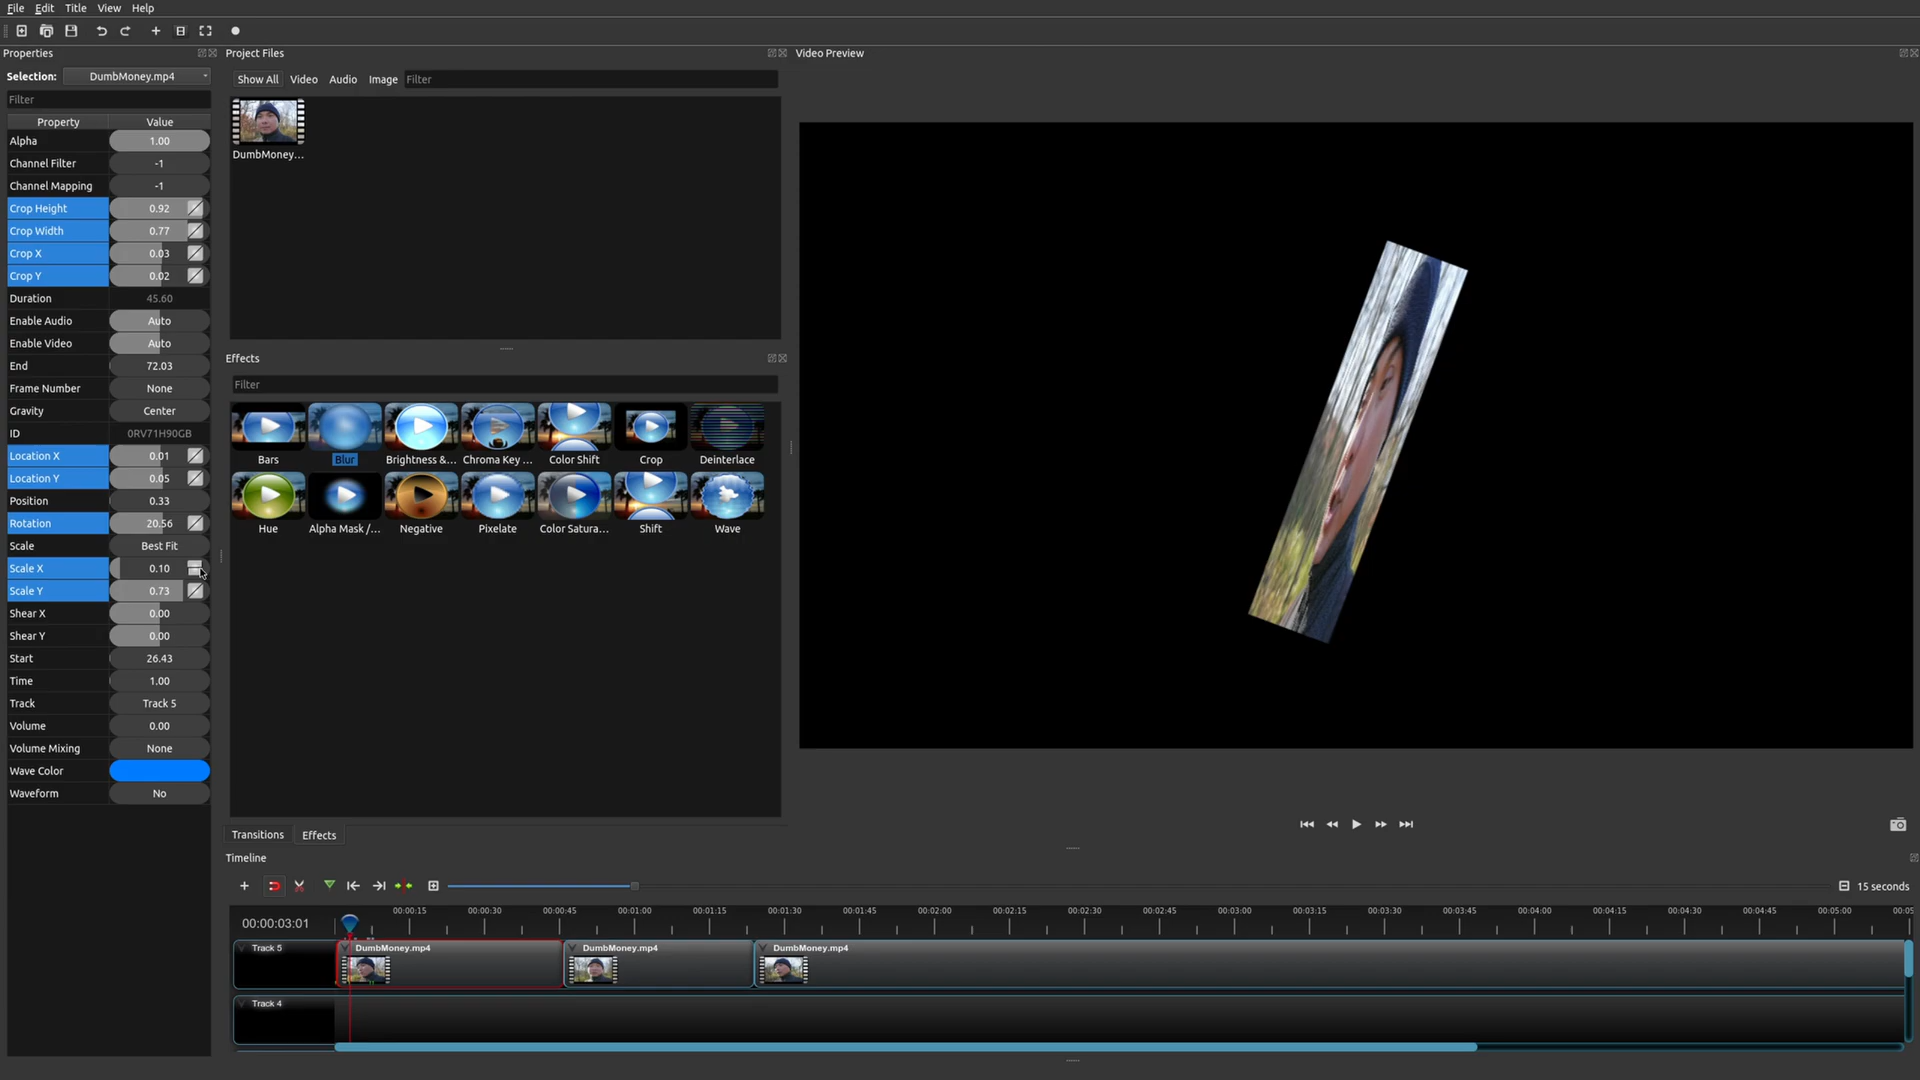 File Edit Title View Help
Properties
Selection: DumbMoney.mp4
Filter
Property Value
Alpha 1.00
Channel Filter -1
Channel Mapping -1
Crop Height 0.92
Crop Width 0.77
Crop X 0.03
Crop Y 0.02
Duration 45.60
Enable Audio Auto
Enable Video Auto
End 72.03
Frame Number None
Gravity Center
ID 0RV71H90GB
Location X 0.01
Location Y 0.05
Position 0.33
Rotation 20.56
Scale Best Fit
Scale X 0.10
Scale Y 0.73
Shear X 0.00
Shear Y 0.00
Start 26.43
Time 1.00
Track Track 5
Volume 0.00
Volume Mixing None
Wave Color
Waveform No
Project Files
Show All Video Audio Image Filter
DumbMoney...
Effects
Filter
Bars Blur Brightness &... Chroma Key ... Color Shift Crop Deinterlace
Hue Alpha Mask /... Negative Pixelate Color Satura... Shift Wave
Transitions Effects
Video Preview
Timeline
15 seconds
00:00:03:01 00:00:15 00:00:30 00:00:45 00:01:00 00:01:15 00:01:30 00:01:45 00:02:00 00:02:15 00:02:30 00:02:45 00:03:00 00:03:15 00:03:30 00:03:45 00:04:00 00:04:15 00:04:30 00:04:45 00:05:00 00:05
Track 5 DumbMoney.mp4 DumbMoney.mp4 DumbMoney.mp4
Track 4